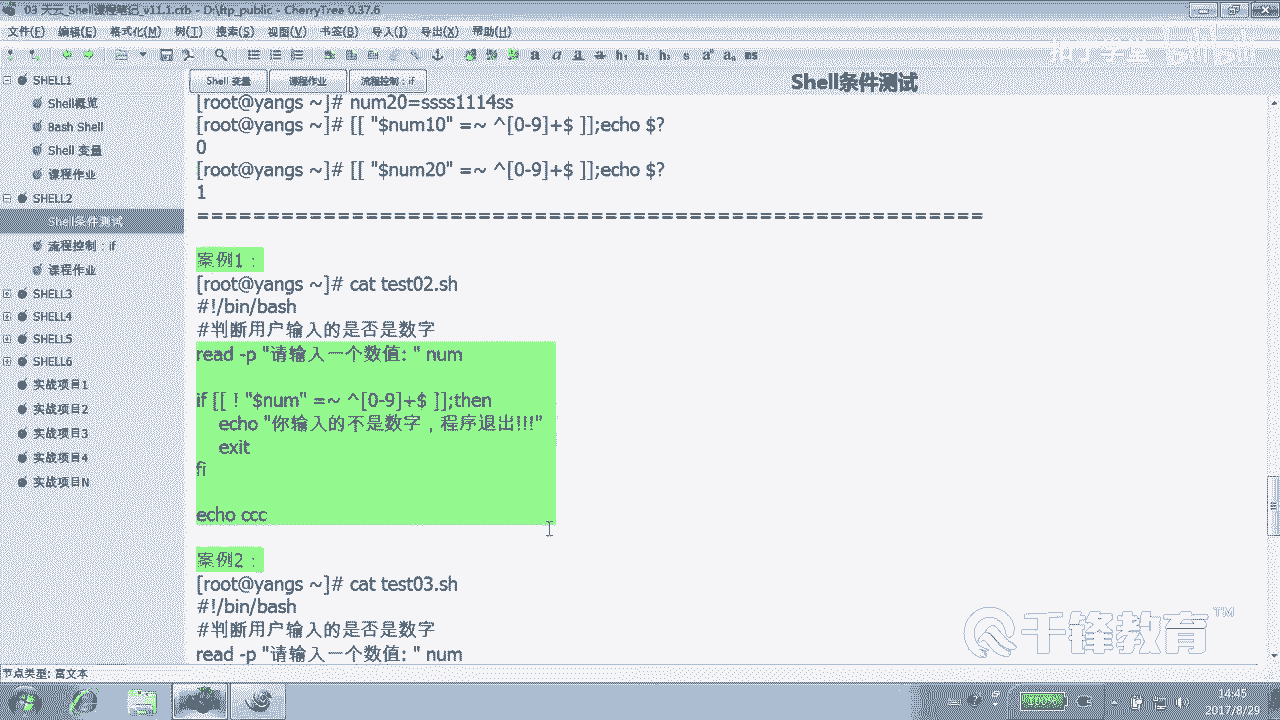 03 天云 Shell课程笔记_v11.1.ctb - D:\ftp_public - CherryTree 0.37.6
文件(F) 编辑(E) 格式化(M) 树(T) 搜索(S) 视图(V) 书签(B) 导入(I) 导出(X) 帮助(H)
扣丁学堂 bilibili
SHELL1
Shell概览
Bash Shell
Shell 变量
课程作业
SHELL2
Shell条件测试
流程控制：if
课程作业
SHELL3
SHELL4
SHELL5
SHELL6
实战项目1
实战项目2
实战项目3
实战项目4
实战项目N
Shell 变量 课程作业 流程控制：if
Shell条件测试
[root@yangs ~]# num20=ssss1114ss
[root@yangs ~]# [[ "$num10" =~ ^[0-9]+$ ]];echo $?
0
[root@yangs ~]# [[ "$num20" =~ ^[0-9]+$ ]];echo $?
1
========================================================
案例1：
[root@yangs ~]# cat test02.sh
#!/bin/bash
#判断用户输入的是否是数字
read -p "请输入一个数值: " num
if [[ ! "$num" =~ ^[0-9]+$ ]];then
echo "你输入的不是数字，程序退出!!!"
exit
fi
echo ccc
案例2：
[root@yangs ~]# cat test03.sh
#!/bin/bash
#判断用户输入的是否是数字
read -p "请输入一个数值: " num
千锋教育™
节点类型: 富文本
100%
14:45
2017/8/29